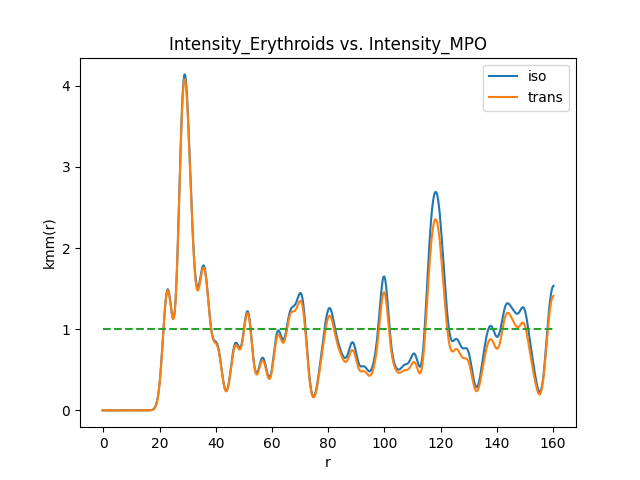 Intensity_Erythroids vs. Intensity_MPO
iso
trans
4
3
2
1
0
kmm(r)
0 20 40 60 80 100 120 140 160
r